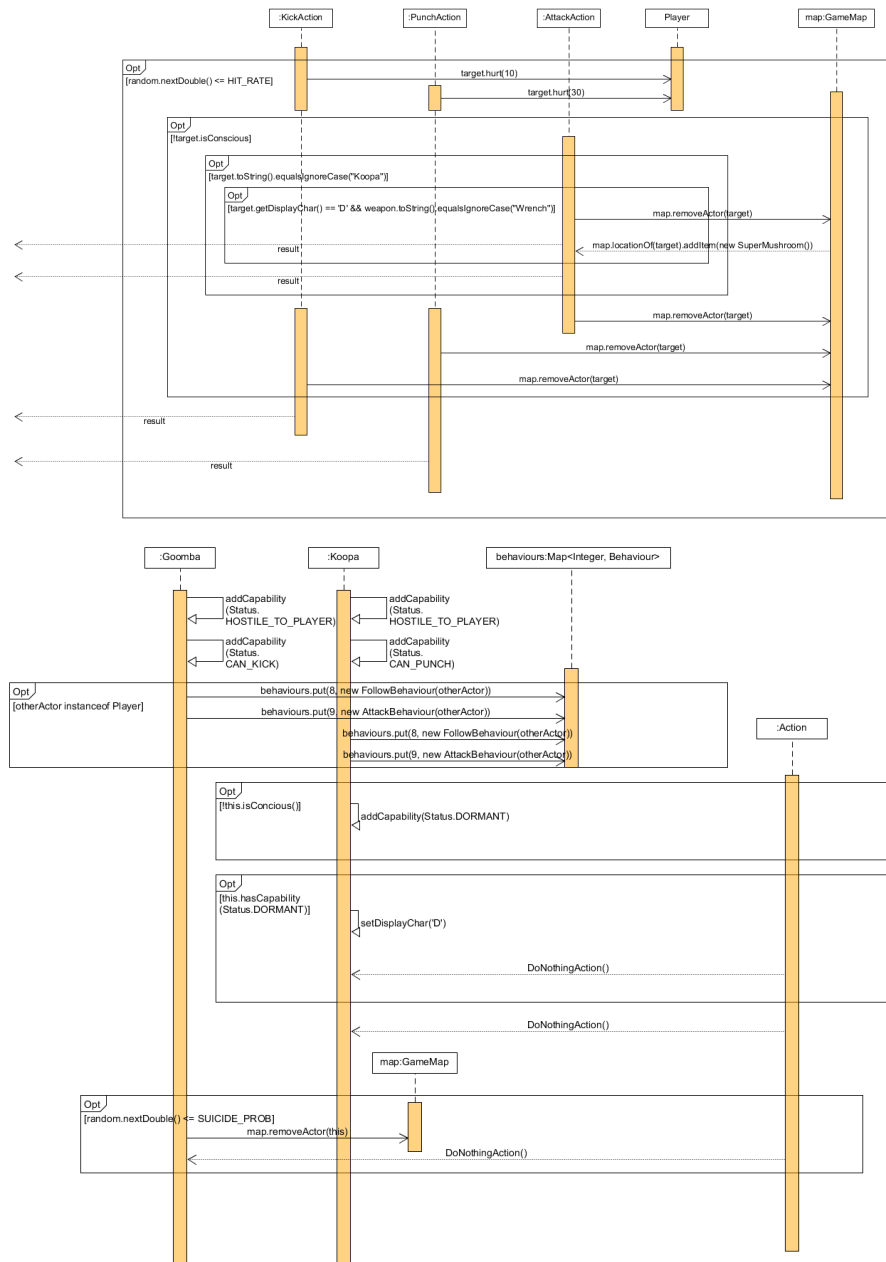 :KickAction
:PunchAction
:AttackAction
Player
map:GameMap
Opt
[random.nextDouble() <= HIT_RATE]
target.hurt(10)
target.hurt(30)
Opt
[!target.isConscious]
Opt
[target.toString().equalsIgnoreCase("Koopa")]
Opt
[target.getDisplayChar() == 'D' && weapon.toString().equalsIgnoreCase("Wrench")]
map.removeActor(target)
map.locationOf(target).addItem(new SuperMushroom())
result
result
map.removeActor(target)
map.removeActor(target)
map.removeActor(target)
result
result
:Goomba
:Koopa
behaviours:Map<Integer, Behaviour>
addCapability
(Status.
HOSTILE_TO_PLAYER)
addCapability
(Status.
HOSTILE_TO_PLAYER)
addCapability
(Status.
CAN_KICK)
addCapability
(Status.
CAN_PUNCH)
Opt
[otherActor instanceof Player]
behaviours.put(8, new FollowBehaviour(otherActor))
behaviours.put(9, new AttackBehaviour(otherActor))
behaviours.put(8, new FollowBehaviour(otherActor))
behaviours.put(9, new AttackBehaviour(otherActor))
:Action
Opt
[!this.isConcious()]
addCapability(Status.DORMANT)
Opt
[this.hasCapability
(Status.DORMANT)]
setDisplayChar('D')
DoNothingAction()
DoNothingAction()
map:GameMap
Opt
[random.nextDouble() <= SUICIDE_PROB]
map.removeActor(this)
DoNothingAction()